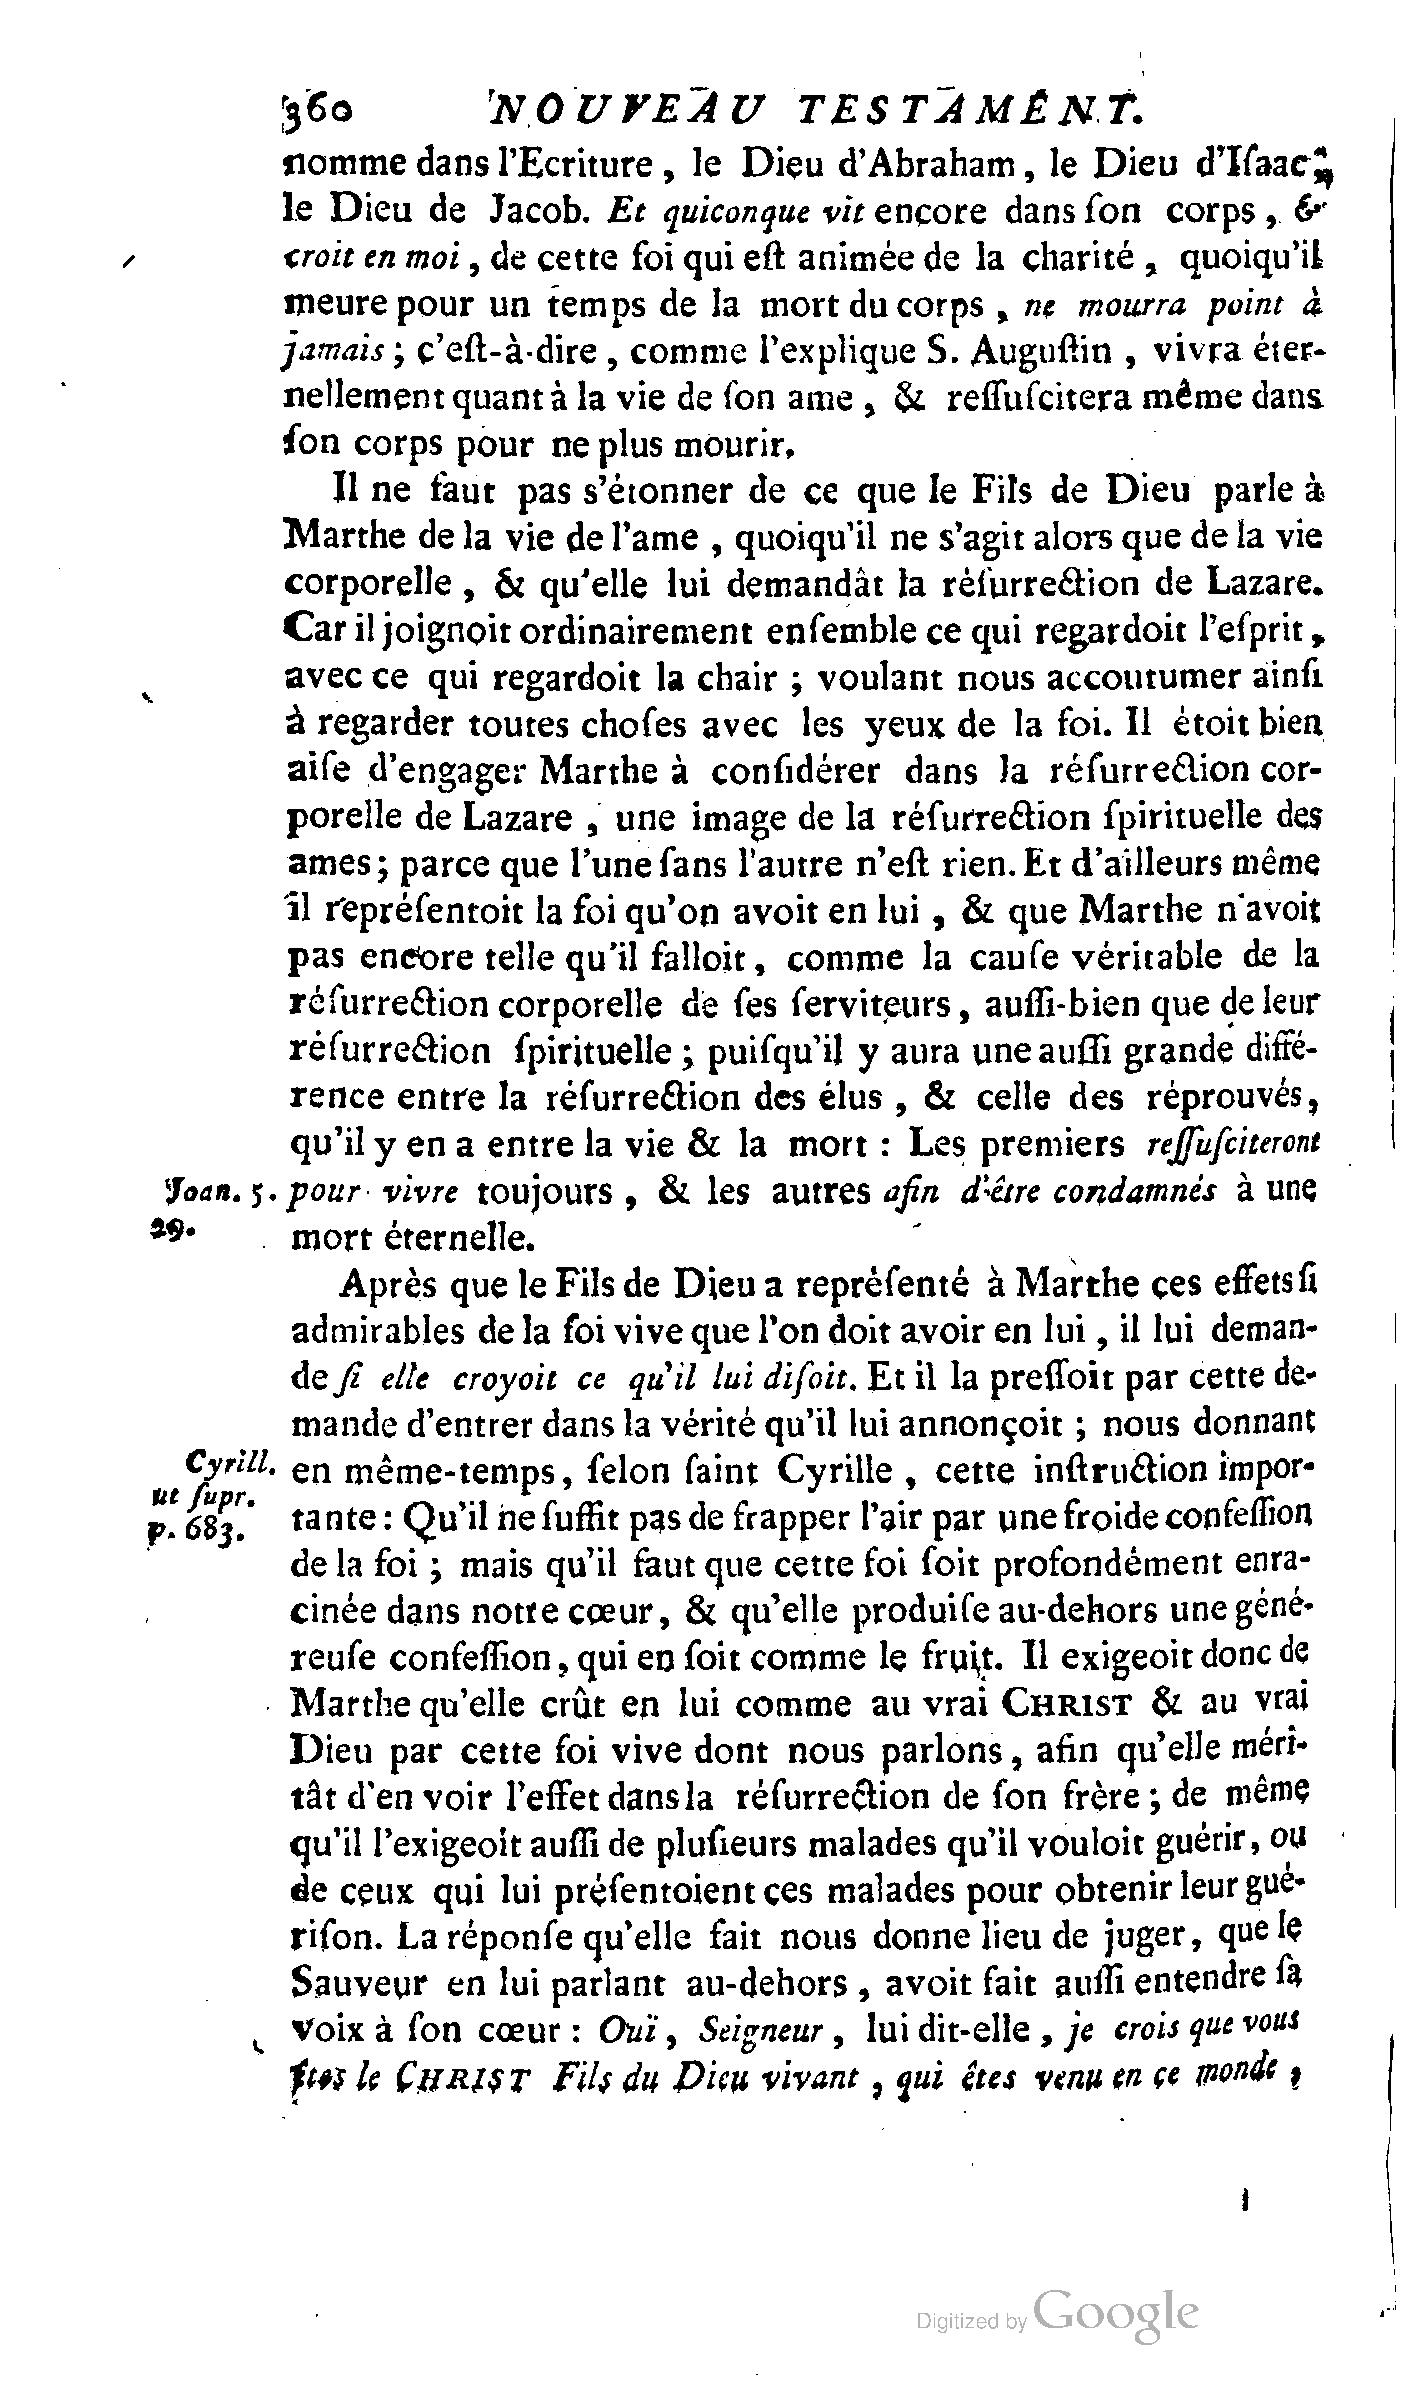 360 NOUVEAU TESTAMENT.
nomme dans l'Ecriture, le Dieu d'Abraham, le Dieu d'Iſaac,
le Dieu de Jacob. Et quiconque vit encore dans ſon corps, &
croit en moi, de cette foi qui eſt animée de la charité, quoiqu'il
meure pour un temps de la mort du corps, ne mourra point à
jamais; c'eſt-à-dire, comme l'explique S. Auguſtin, vivra éter-
nellement quant à la vie de ſon ame, & reſſuſcitera même dans
ſon corps pour ne plus mourir.
Il ne faut pas s'étonner de ce que le Fils de Dieu parle à
Marthe de la vie de l'ame, quoiqu'il ne s'agit alors que de la vie
corporelle, & qu'elle lui demandât la réſurrection de Lazare.
Car il joignoit ordinairement enſemble ce qui regardoit l'eſprit,
avec ce qui regardoit la chair; voulant nous accoutumer ainſi
à regarder toutes choſes avec les yeux de la foi. Il étoit bien
aiſe d'engager Marthe à conſidérer dans la réſurrection cor-
porelle de Lazare, une image de la réſurrection ſpirituelle des
ames; parce que l'une ſans l'autre n'eſt rien. Et d'ailleurs même
il repréſentoit la foi qu'on avoit en lui, & que Marthe n'avoit
pas encore telle qu'il falloit, comme la cauſe véritable de la
réſurrection corporelle de ſes ſerviteurs, auſſi-bien que de leur
réſurrection ſpirituelle; puiſqu'il y aura une auſſi grande diffé-
rence entre la réſurrection des élus, & celle des réprouvés,
qu'il y en a entre la vie & la mort : Les premiers reſſuſciteront
Joan. 5. pour vivre toujours, & les autres afin d'être condamnés à une
29. mort éternelle.
Après que le Fils de Dieu a repréſenté à Marthe ces effets ſi
admirables de la foi vive que l'on doit avoir en lui, il lui deman-
de ſi elle croyoit ce qu'il lui diſoit. Et il la preſſoit par cette de-
mande d'entrer dans la vérité qu'il lui annonçoit; nous donnant
Cyrill. en même-temps, ſelon ſaint Cyrille, cette inſtruction impor-
ut ſupr.
p. 683. tante: Qu'il ne ſuffit pas de frapper l'air par une froide confeſſion
de la foi; mais qu'il faut que cette foi ſoit profondément enra-
cinée dans notre cœur, & qu'elle produiſe au-dehors une géné-
reuſe confeſſion, qui en ſoit comme le fruit. Il exigeoit donc de
Marthe qu'elle crût en lui comme au vrai CHRIST & au vrai
Dieu par cette foi vive dont nous parlons, afin qu'elle méri-
tât d'en voir l'effet dans la réſurrection de ſon frère; de même
qu'il l'exigeoit auſſi de pluſieurs malades qu'il vouloit guérir, ou
de ceux qui lui préſentoient ces malades pour obtenir leur gué-
riſon. La réponſe qu'elle fait nous donne lieu de juger, que le
Sauveur en lui parlant au-dehors, avoit fait auſſi entendre ſa
voix à ſon cœur : Ouï, Seigneur, lui dit-elle, je crois que vous
êtes le CHRIST Fils du Dieu vivant, qui êtes venu en ce monde,
Digitized by Google